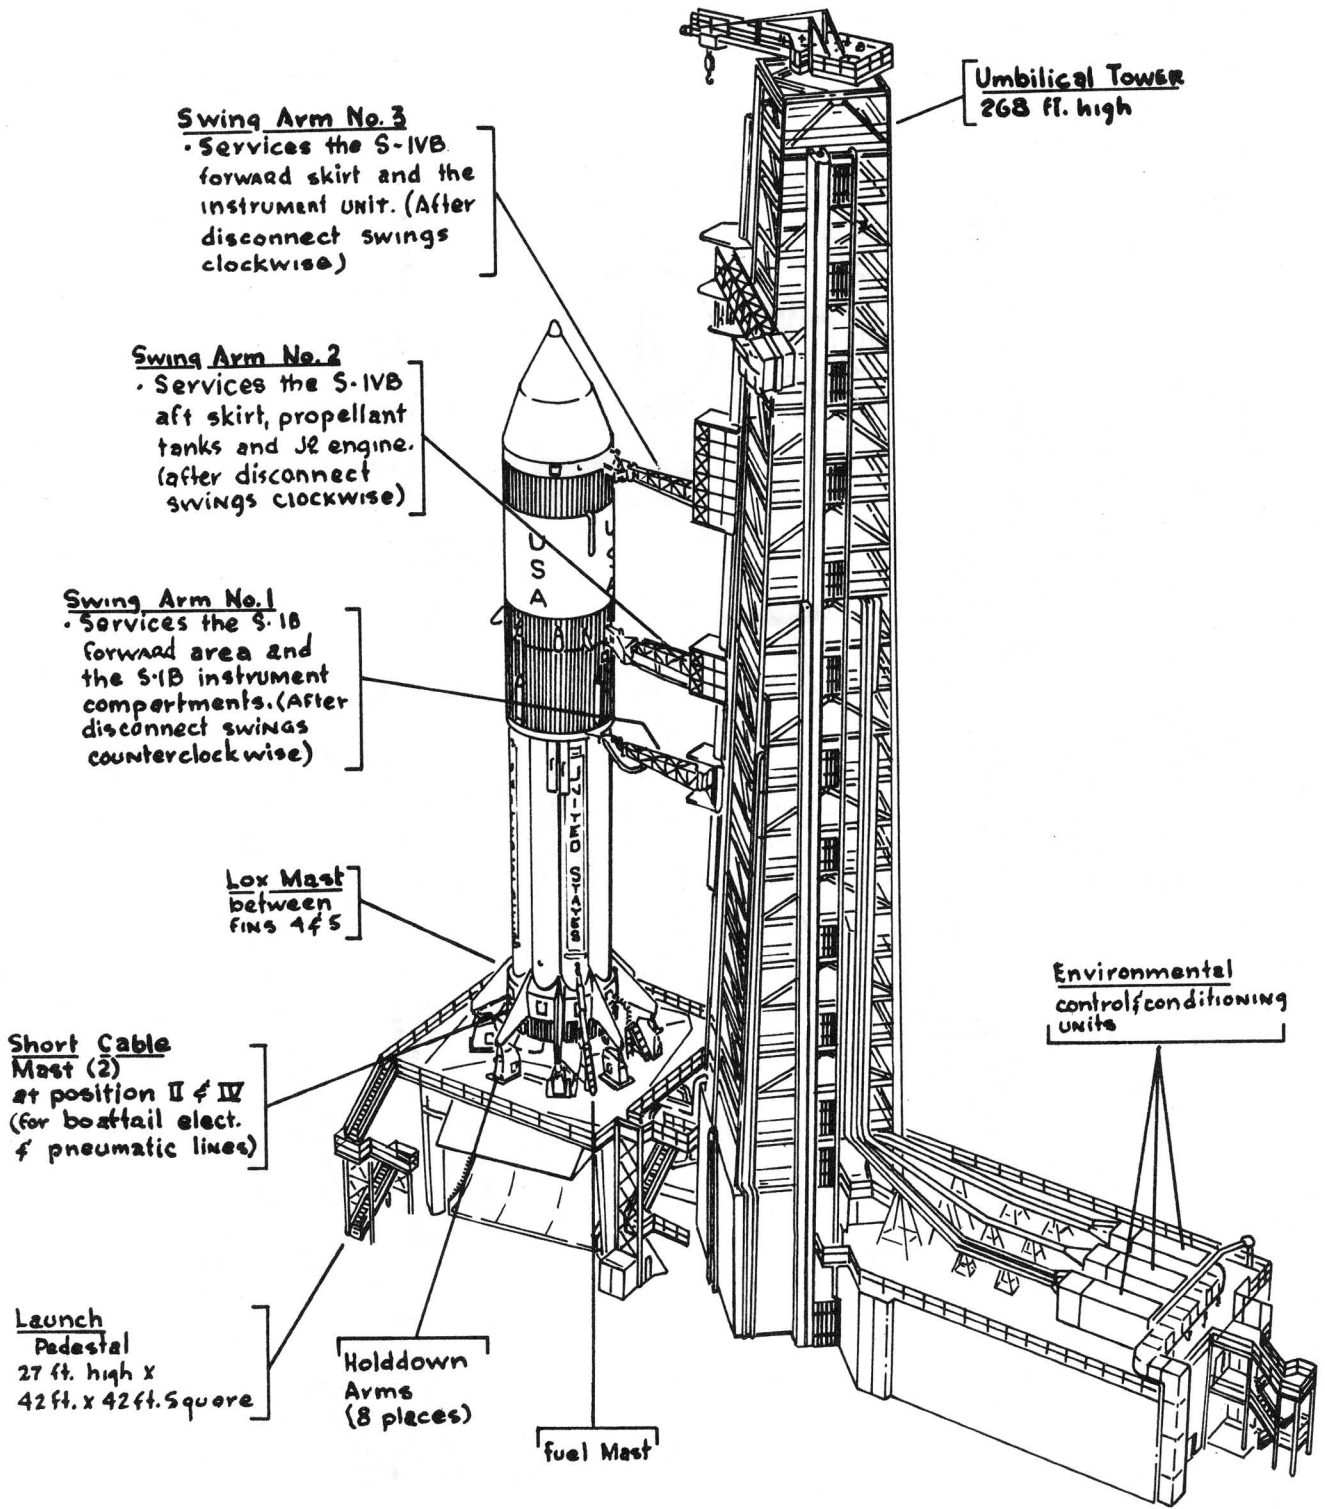 Umbilical Tower
268 ft. high
Swing Arm No. 3
· Services the S-IVB
forward skirt and the
instrument unit. (After
disconnect swings
clockwise)
Swing Arm No. 2
· Services the S-IVB
aft skirt, propellant
tanks and J2 engine.
(after disconnect
swings clockwise)
USA
USA
Swing Arm No. 1
· Services the S-IB
forward area and
the S-IB instrument
compartments. (After
disconnect swings
counterclockwise)
UNITED STATES
Lox Mast
between
fins 4 & 5
Environmental
control & conditioning
units
Short Cable
Mast (2)
at position II & IV
(for boattail elect.
& pneumatic lines)
Launch
Pedestal
27 ft. high x
42 ft. x 42 ft. Square
Holddown
Arms
(8 places)
fuel Mast